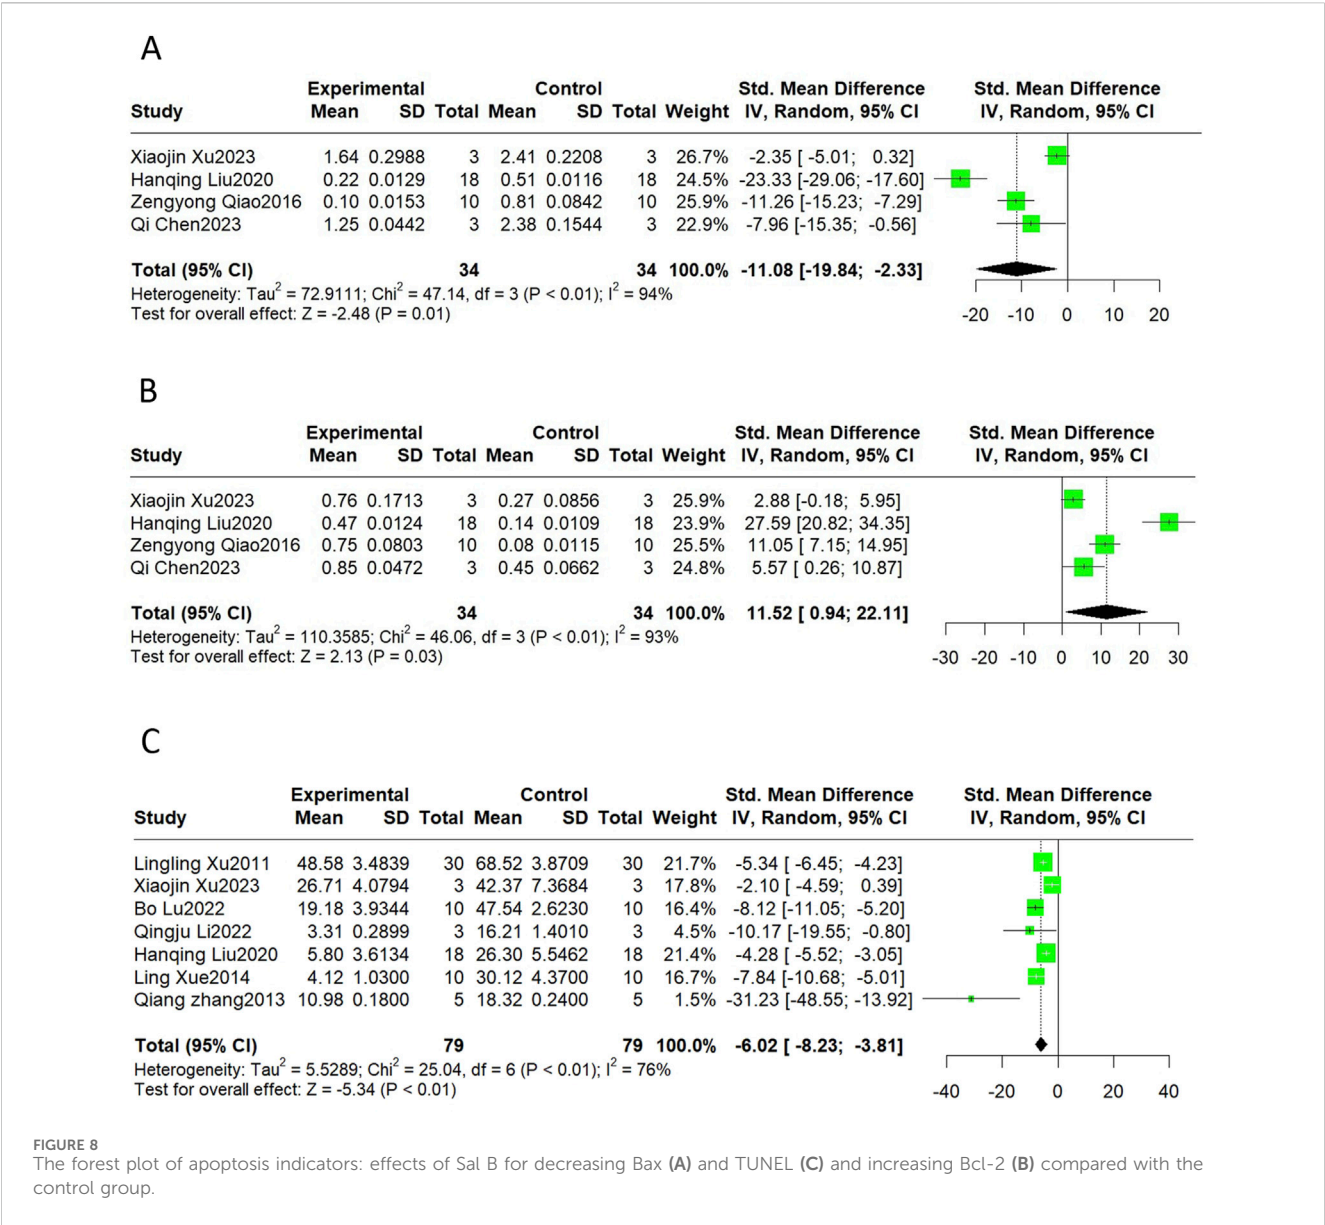 A
Experimental Control Std. Mean Difference Std. Mean Difference
Study Mean SD Total Mean SD Total Weight IV, Random, 95% CI IV, Random, 95% CI
Xiaojin Xu2023 1.64 0.2988 3 2.41 0.2208 3 26.7% -2.35 [ -5.01; 0.32]
Hanqing Liu2020 0.22 0.0129 18 0.51 0.0116 18 24.5% -23.33 [-29.06; -17.60]
Zengyong Qiao2016 0.10 0.0153 10 0.81 0.0842 10 25.9% -11.26 [-15.23; -7.29]
Qi Chen2023 1.25 0.0442 3 2.38 0.1544 3 22.9% -7.96 [-15.35; -0.56]
Total (95% CI) 34 34 100.0% -11.08 [-19.84; -2.33]
Heterogeneity: Tau² = 72.9111; Chi² = 47.14, df = 3 (P < 0.01); I² = 94%
Test for overall effect: Z = -2.48 (P = 0.01)
-20 -10 0 10 20
B
Experimental Control Std. Mean Difference Std. Mean Difference
Study Mean SD Total Mean SD Total Weight IV, Random, 95% CI IV, Random, 95% CI
Xiaojin Xu2023 0.76 0.1713 3 0.27 0.0856 3 25.9% 2.88 [-0.18; 5.95]
Hanqing Liu2020 0.47 0.0124 18 0.14 0.0109 18 23.9% 27.59 [20.82; 34.35]
Zengyong Qiao2016 0.75 0.0803 10 0.08 0.0115 10 25.5% 11.05 [ 7.15; 14.95]
Qi Chen2023 0.85 0.0472 3 0.45 0.0662 3 24.8% 5.57 [ 0.26; 10.87]
Total (95% CI) 34 34 100.0% 11.52 [ 0.94; 22.11]
Heterogeneity: Tau² = 110.3585; Chi² = 46.06, df = 3 (P < 0.01); I² = 93%
Test for overall effect: Z = 2.13 (P = 0.03)
-30 -20 -10 0 10 20 30
C
Experimental Control Std. Mean Difference Std. Mean Difference
Study Mean SD Total Mean SD Total Weight IV, Random, 95% CI IV, Random, 95% CI
Lingling Xu2011 48.58 3.4839 30 68.52 3.8709 30 21.7% -5.34 [ -6.45; -4.23]
Xiaojin Xu2023 26.71 4.0794 3 42.37 7.3684 3 17.8% -2.10 [ -4.59; 0.39]
Bo Lu2022 19.18 3.9344 10 47.54 2.6230 10 16.4% -8.12 [-11.05; -5.20]
Qingju Li2022 3.31 0.2899 3 16.21 1.4010 3 4.5% -10.17 [-19.55; -0.80]
Hanqing Liu2020 5.80 3.6134 18 26.30 5.5462 18 21.4% -4.28 [ -5.52; -3.05]
Ling Xue2014 4.12 1.0300 10 30.12 4.3700 10 16.7% -7.84 [-10.68; -5.01]
Qiang zhang2013 10.98 0.1800 5 18.32 0.2400 5 1.5% -31.23 [-48.55; -13.92]
Total (95% CI) 79 79 100.0% -6.02 [ -8.23; -3.81]
Heterogeneity: Tau² = 5.5289; Chi² = 25.04, df = 6 (P < 0.01); I² = 76%
Test for overall effect: Z = -5.34 (P < 0.01)
-40 -20 0 20 40
FIGURE 8
The forest plot of apoptosis indicators: effects of Sal B for decreasing Bax (A) and TUNEL (C) and increasing Bcl-2 (B) compared with the
control group.